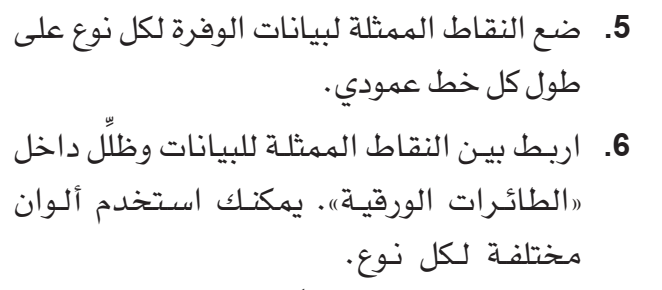 5. ضع النقاط الممثلة لبيانات الوفرة لكل نوع على
طول كل خط عمودي.
6. اربط بين النقاط الممثلة للبيانات وظلِّل داخل
«الطائرات الورقية». يمكنك استخدم ألوان
مختلفة لكل نوع.